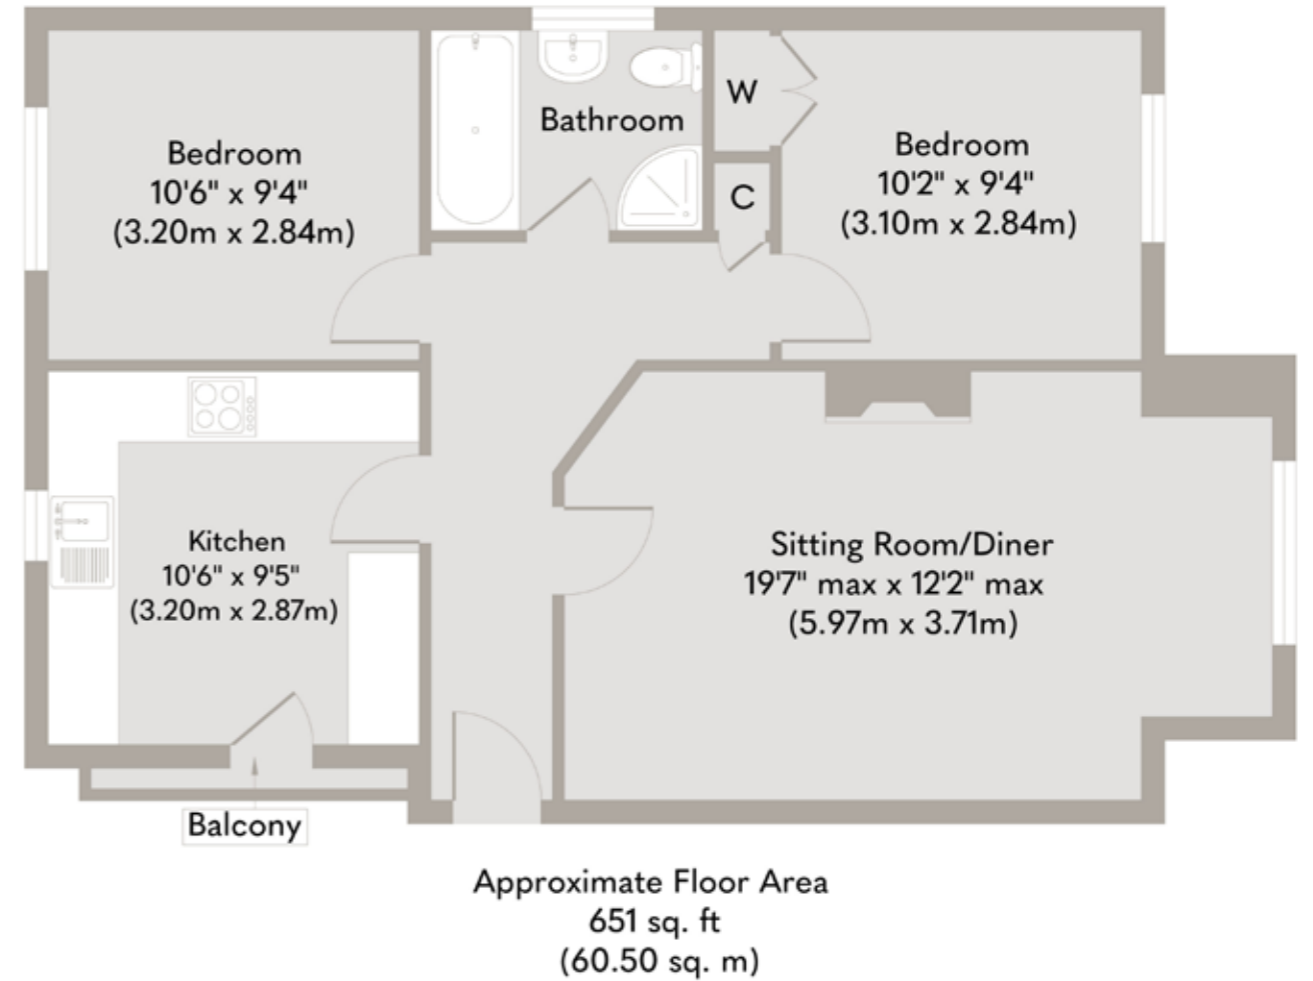 Bedroom
10'6" x 9'4"
(3.20m x 2.84m)
Bathroom
W
C
Bedroom
10'2" x 9'4"
(3.10m x 2.84m)
Kitchen
10'6" x 9'5"
(3.20m x 2.87m)
Sitting Room/Diner
19'7" max x 12'2" max
(5.97m x 3.71m)
Balcony
Approximate Floor Area
651 sq. ft
(60.50 sq. m)